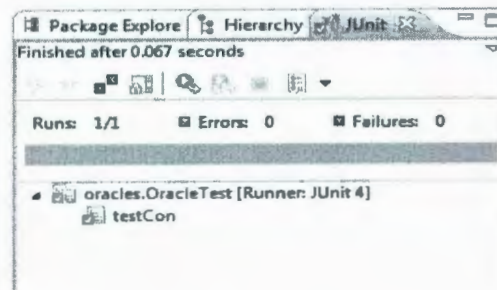 Package Explore Hierarchy JUnit
Finished after 0.067 seconds
Runs: 1/1 Errors: 0 Failures: 0
oracles.OracleTest [Runner: JUnit 4]
testCon